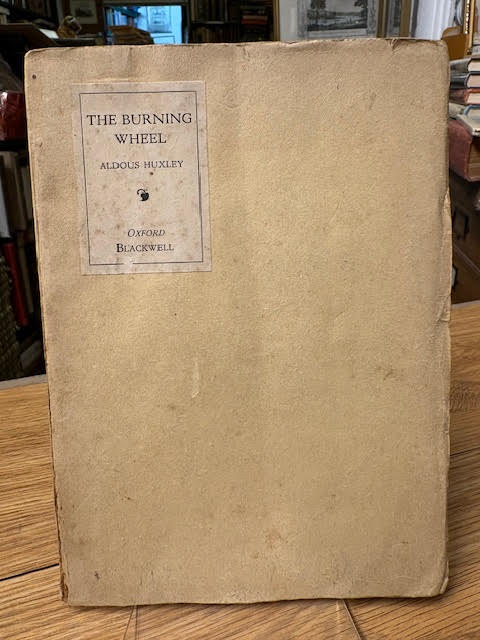 THE BURNING
WHEEL
ALDOUS HUXLEY
OXFORD
BLACKWELL